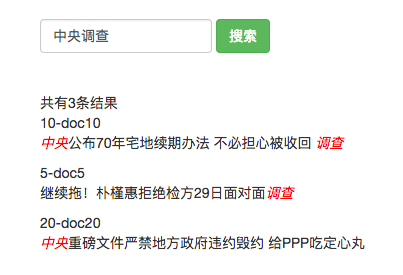 中央调查 搜索
共有3条结果
10-doc10
中央公布70年宅地续期办法 不必担心被收回 调查
5-doc5
继续拖！朴槿惠拒绝检方29日面对面调查
20-doc20
中央重磅文件严禁地方政府违约毁约 给PPP吃定心丸